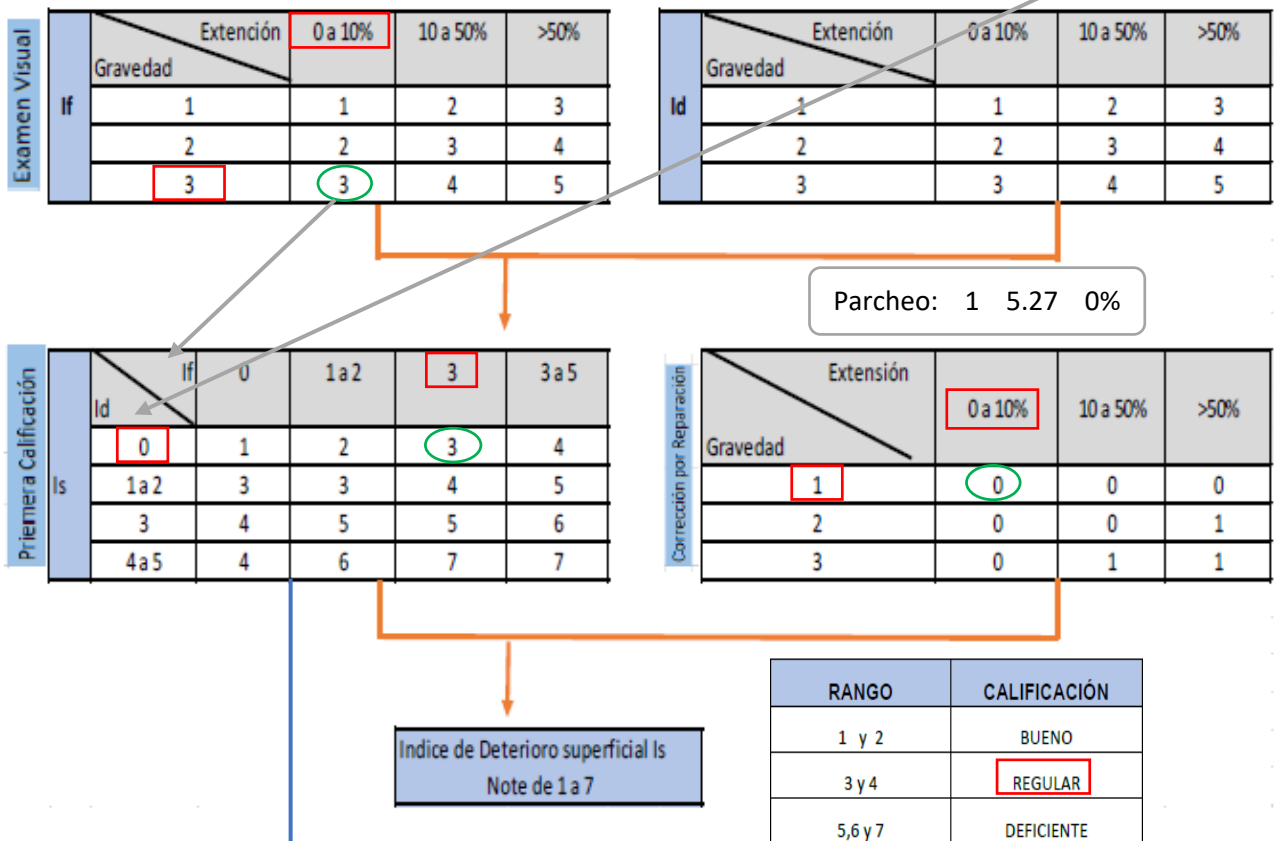 Examen Visual
If
Extención 0 a 10% 10 a 50% >50%
Gravedad
1 1 2 3
2 2 3 4
3 3 4 5
Id
Extención 0 a 10% 10 a 50% >50%
Gravedad
1 1 2 3
2 2 3 4
3 3 4 5
Parcheo: 1 5.27 0%
Priemera Calificación
Is
If 0 1 a 2 3 3 a 5
Id
0 1 2 3 4
1 a 2 3 3 4 5
3 4 5 5 6
4 a 5 4 6 7 7
Corrección por Reparación
Extensión
0 a 10% 10 a 50% >50%
Gravedad
1 0 0 0
2 0 0 1
3 0 1 1
Indice de Deterioro superficial Is
Note de 1 a 7
RANGO CALIFICACIÓN
1 y 2 BUENO
3 y 4 REGULAR
5,6 y 7 DEFICIENTE